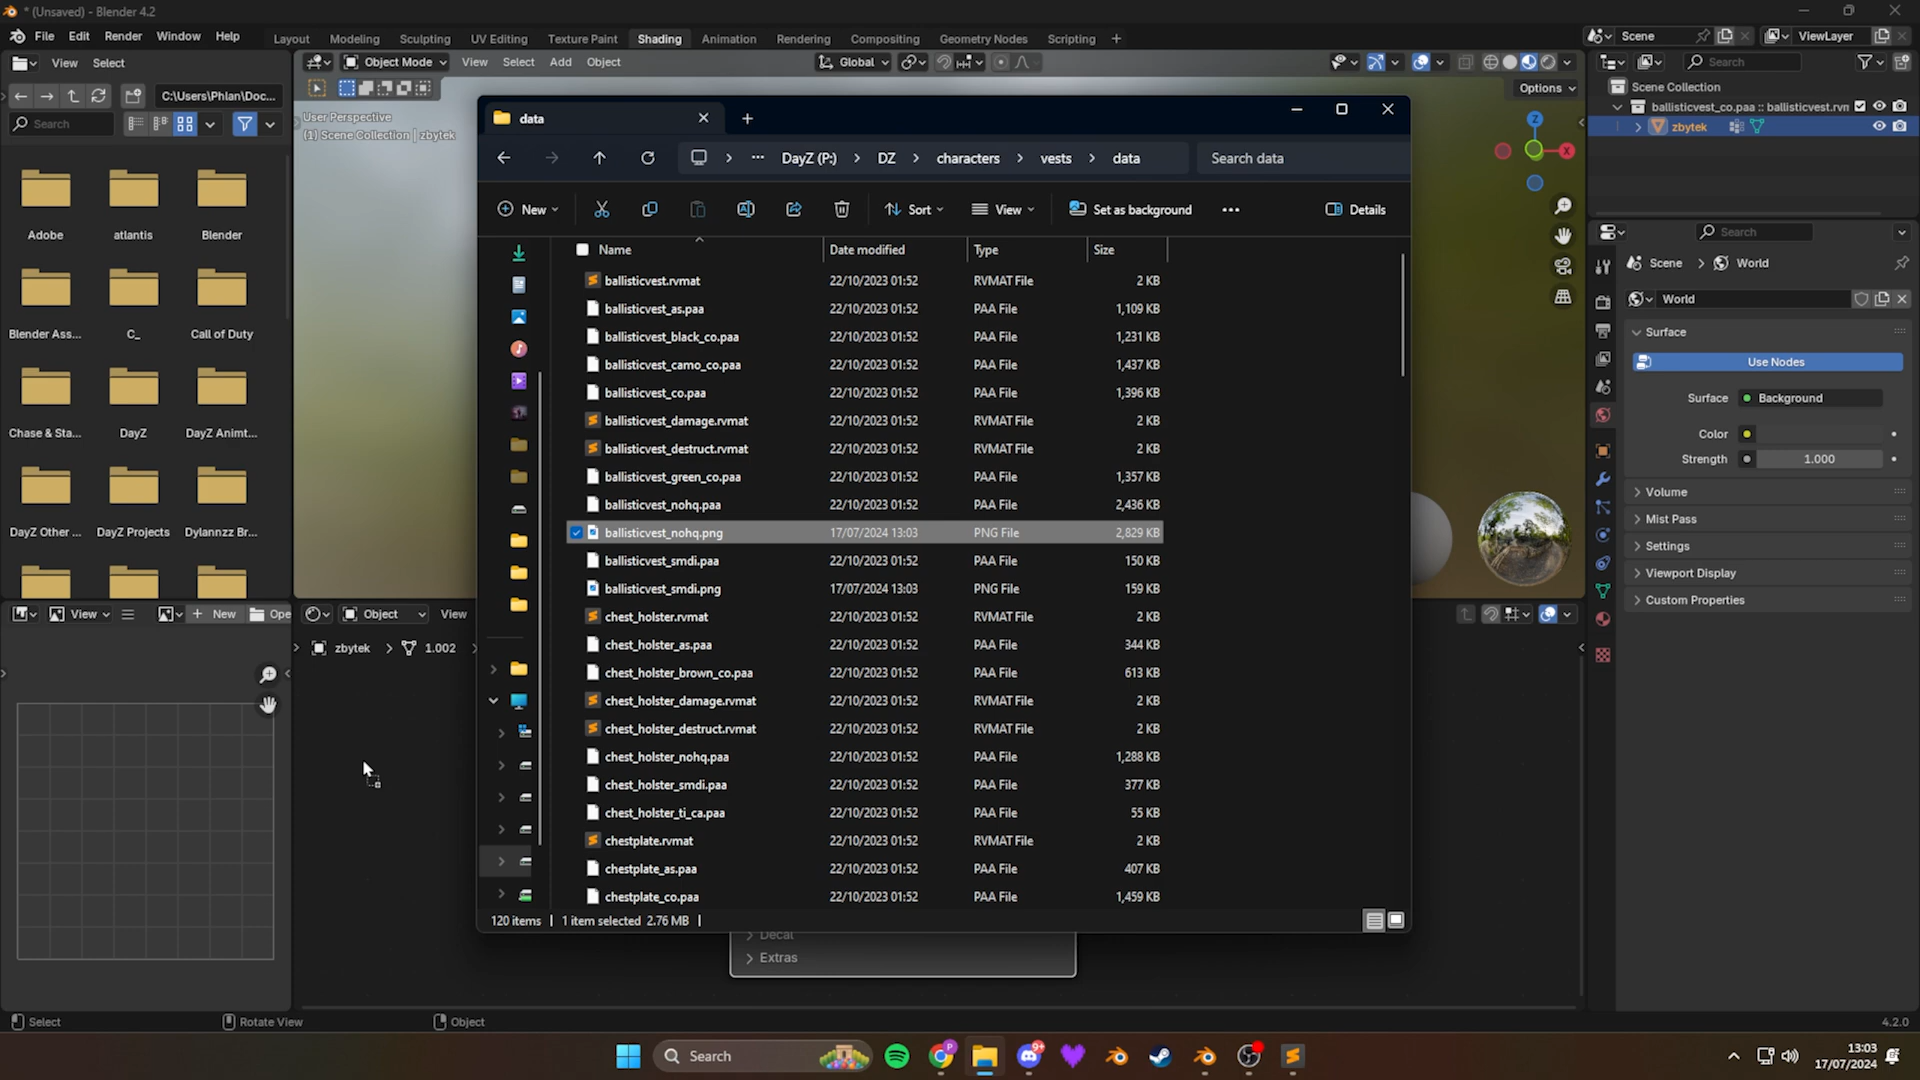 * (Unsaved) - Blender 4.2
File Edit Render Window Help
Layout Modeling Sculpting UV Editing Texture Paint Shading Animation Rendering Compositing Geometry Nodes Scripting +
Scene ViewLayer
View Select
Object Mode View Select Add Object Global
Search
C:\Users\Phlan\Doc...
Search
Options
User Perspective
(1) Scene Collection | zbytek
Scene Collection
ballisticvest_co.paa :: ballisticvest.rvm
zbytek
Adobe atlantis Blender
Blender Ass... C_ Call of Duty
Chase & Sta... DayZ DayZ Animt...
DayZ Other ... DayZ Projects Dylannzz Br...
data
DayZ (P:) > DZ > characters > vests > data
Search data
New Sort View Set as background ... Details
Name Date modified Type Size
ballisticvest.rvmat 22/10/2023 01:52 RVMAT File 2 KB
ballisticvest_as.paa 22/10/2023 01:52 PAA File 1,109 KB
ballisticvest_black_co.paa 22/10/2023 01:52 PAA File 1,231 KB
ballisticvest_camo_co.paa 22/10/2023 01:52 PAA File 1,437 KB
ballisticvest_co.paa 22/10/2023 01:52 PAA File 1,396 KB
ballisticvest_damage.rvmat 22/10/2023 01:52 RVMAT File 2 KB
ballisticvest_destruct.rvmat 22/10/2023 01:52 RVMAT File 2 KB
ballisticvest_green_co.paa 22/10/2023 01:52 PAA File 1,357 KB
ballisticvest_nohq.paa 22/10/2023 01:52 PAA File 2,436 KB
ballisticvest_nohq.png 17/07/2024 13:03 PNG File 2,829 KB
ballisticvest_smdi.paa 22/10/2023 01:52 PAA File 150 KB
ballisticvest_smdi.png 17/07/2024 13:03 PNG File 159 KB
chest_holster.rvmat 22/10/2023 01:52 RVMAT File 2 KB
chest_holster_as.paa 22/10/2023 01:52 PAA File 344 KB
chest_holster_brown_co.paa 22/10/2023 01:52 PAA File 613 KB
chest_holster_damage.rvmat 22/10/2023 01:52 RVMAT File 2 KB
chest_holster_destruct.rvmat 22/10/2023 01:52 RVMAT File 2 KB
chest_holster_nohq.paa 22/10/2023 01:52 PAA File 1,288 KB
chest_holster_smdi.paa 22/10/2023 01:52 PAA File 377 KB
chest_holster_ti_ca.paa 22/10/2023 01:52 PAA File 55 KB
chestplate.rvmat 22/10/2023 01:52 RVMAT File 2 KB
chestplate_as.paa 22/10/2023 01:52 PAA File 407 KB
chestplate_co.paa 22/10/2023 01:52 PAA File 1,459 KB
120 items | 1 item selected 2.76 MB |
Z
X
Search
Scene > World
World
Surface
Use Nodes
Surface Background
Color
Strength 1.000
Volume
Mist Pass
Settings
Viewport Display
Custom Properties
View + New Ope
Object View
zbytek > 1.002
Decal
Extras
Select Rotate View Object 4.2.0
Search
P
9+
13:03
17/07/2024